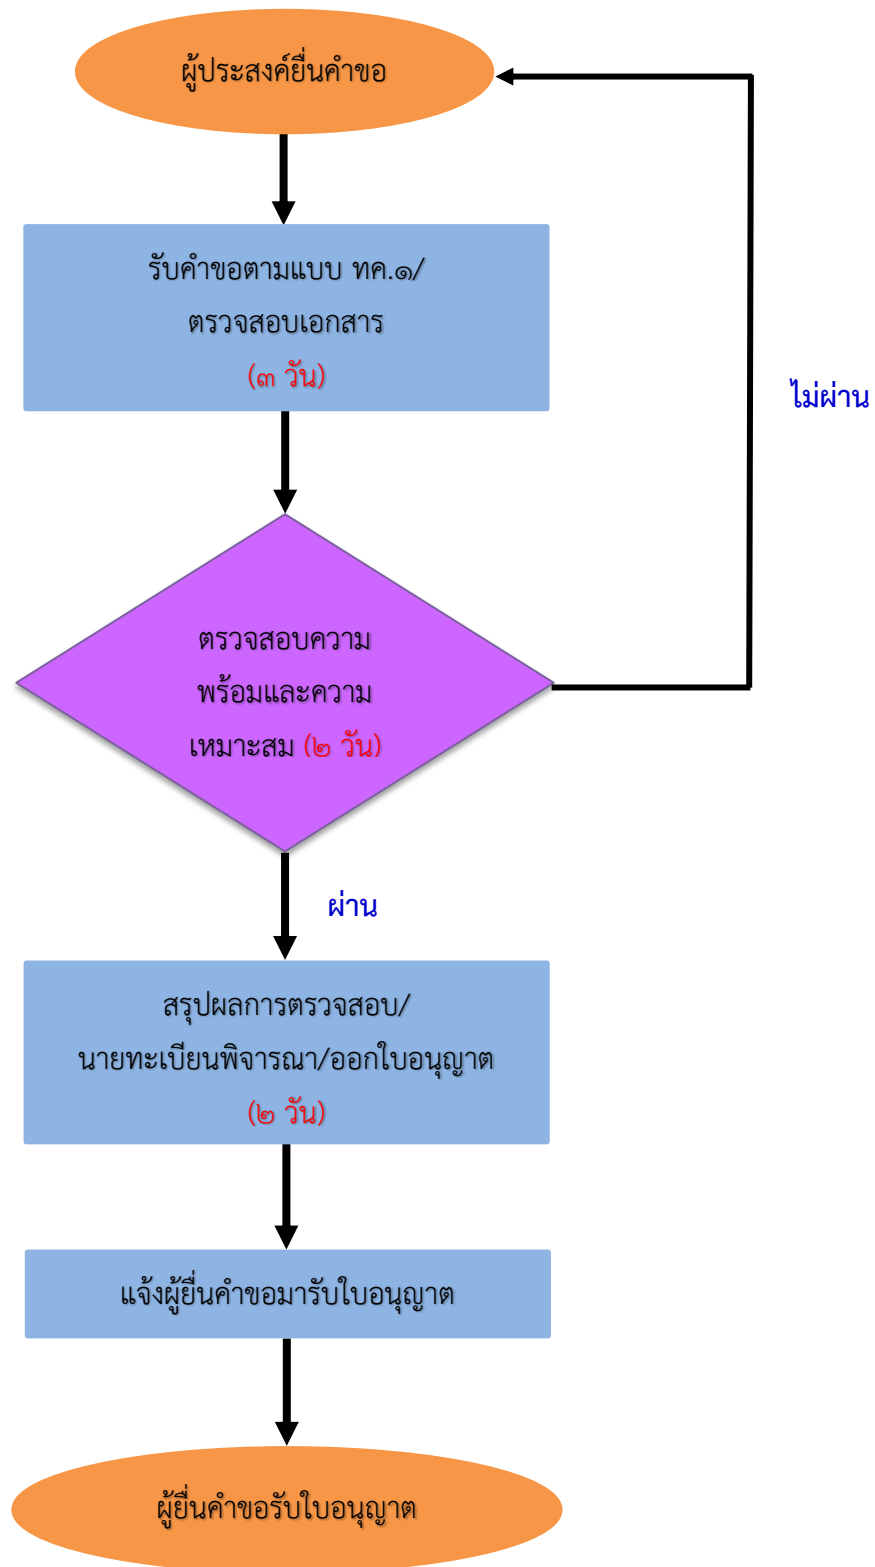 ผู้ประสงค์ยื่นคำขอ
รับคำขอตามแบบ ทค.๑/
ตรวจสอบเอกสาร
(๓ วัน)
ไม่ผ่าน
ตรวจสอบความ
พร้อมและความ
เหมาะสม (๒ วัน)
ผ่าน
สรุปผลการตรวจสอบ/
นายทะเบียนพิจารณา/ออกใบอนุญาต
(๒ วัน)
แจ้งผู้ยื่นคำขอมารับใบอนุญาต
ผู้ยื่นคำขอรับใบอนุญาต